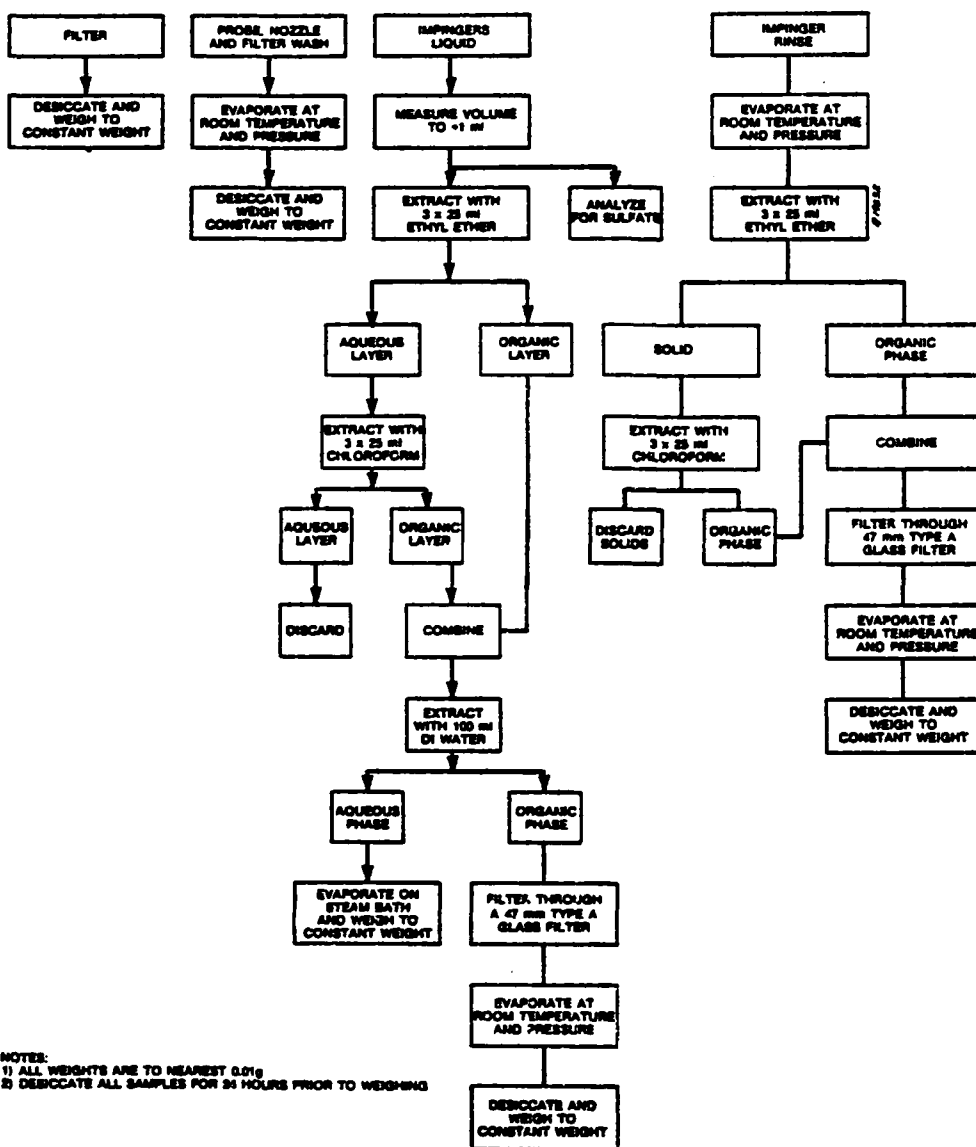 FILTER
PROBE, NOZZLE
AND FILTER WASH
IMPINGERS
LIQUID
IMPINGER
RINSE
DESICCATE AND
WEIGH TO
CONSTANT WEIGHT
EVAPORATE AT
ROOM TEMPERATURE
AND PRESSURE
MEASURE VOLUME
TO +1 ml
EVAPORATE AT
ROOM TEMPERATURE
AND PRESSURE
DESICCATE AND
WEIGH TO
CONSTANT WEIGHT
EXTRACT WITH
3 x 25 ml
ETHYL ETHER
ANALYZE
FOR SULFATE
EXTRACT WITH
3 x 25 ml
ETHYL ETHER
AQUEOUS
LAYER
ORGANIC
LAYER
SOLID
ORGANIC
PHASE
EXTRACT WITH
3 x 25 ml
CHLOROFORM
EXTRACT WITH
3 x 25 ml
CHLOROFORM
COMBINE
AQUEOUS
LAYER
ORGANIC
LAYER
DISCARD
SOLIDS
ORGANIC
PHASE
FILTER THROUGH
47 mm TYPE A
GLASS FILTER
DISCARD
COMBINE
EVAPORATE AT
ROOM TEMPERATURE
AND PRESSURE
EXTRACT
WITH 100 ml
DI WATER
DESICCATE AND
WEIGH TO
CONSTANT WEIGHT
AQUEOUS
PHASE
ORGANIC
PHASE
EVAPORATE ON
STEAM BATH
AND WEIGH TO
CONSTANT WEIGHT
FILTER THROUGH
A 47 mm TYPE A
GLASS FILTER
EVAPORATE AT
ROOM TEMPERATURE
AND PRESSURE
NOTES:
1) ALL WEIGHTS ARE TO NEAREST 0.01g
2) DESICCATE ALL SAMPLES FOR 24 HOURS PRIOR TO WEIGHING
DESICCATE AND
WEIGH TO
CONSTANT WEIGHT